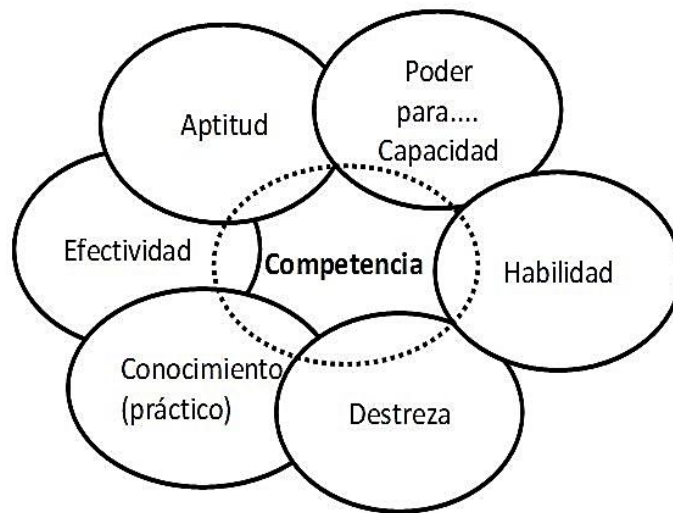 Poder
para....
Capacidad
Aptitud
Efectividad
Competencia
Habilidad
Conocimiento
(práctico)
Destreza